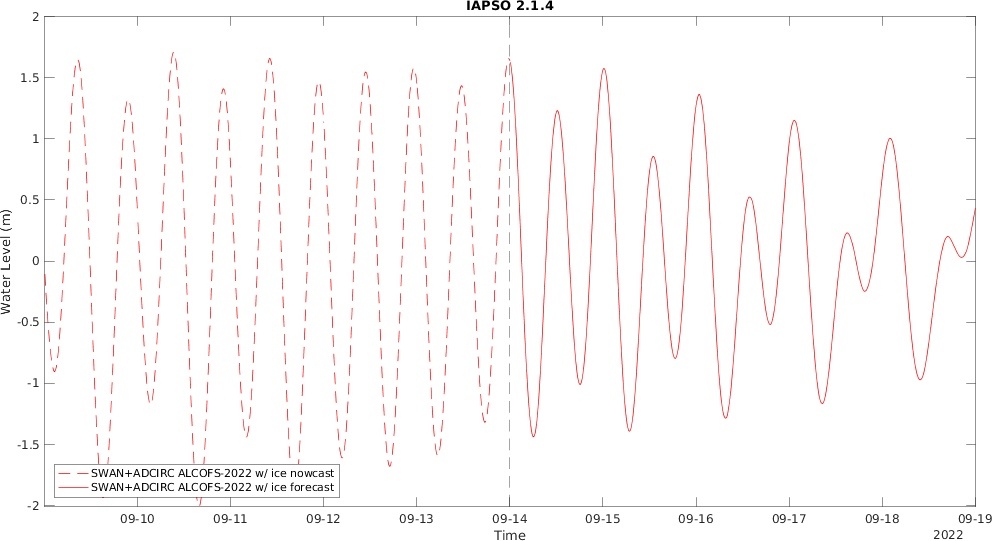 IAPSO 2.1.4
2
1.5
1
0.5
0
-0.5
-1
-1.5
-2
Water Level (m)
SWAN+ADCIRC ALCOFS-2022 w/ ice nowcast
SWAN+ADCIRC ALCOFS-2022 w/ ice forecast
09-10 09-11 09-12 09-13 09-14 09-15 09-16 09-17 09-18 09-19
Time
2022